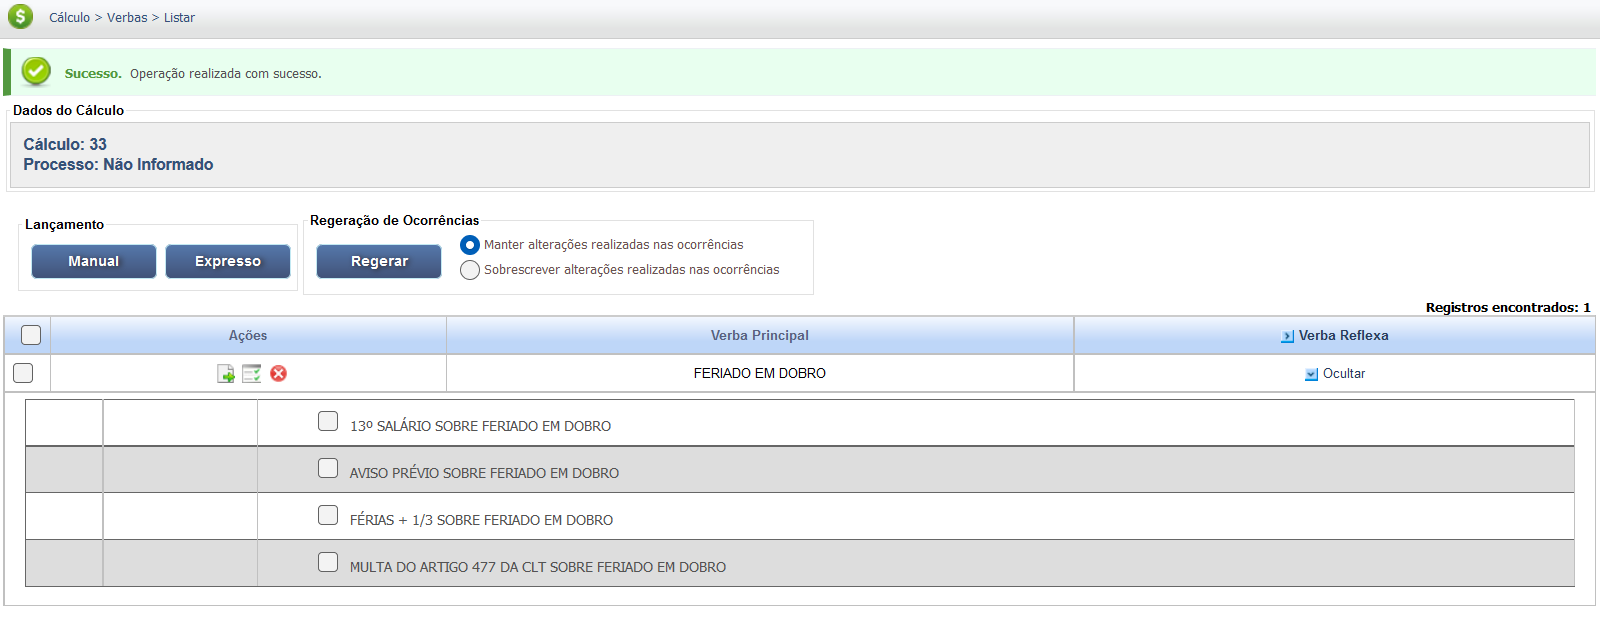 Cálculo > Verbas > Listar
Sucesso. Operação realizada com sucesso.
Dados do Cálculo
Cálculo: 33
Processo: Não Informado
Lançamento
Manual
Expresso
Regeração de Ocorrências
Regerar
Manter alterações realizadas nas ocorrências
Sobrescrever alterações realizadas nas ocorrências
Registros encontrados: 1
Ações
Verba Principal
Verba Reflexa
FERIADO EM DOBRO
Ocultar
13º SALÁRIO SOBRE FERIADO EM DOBRO
AVISO PRÉVIO SOBRE FERIADO EM DOBRO
FÉRIAS + 1/3 SOBRE FERIADO EM DOBRO
MULTA DO ARTIGO 477 DA CLT SOBRE FERIADO EM DOBRO